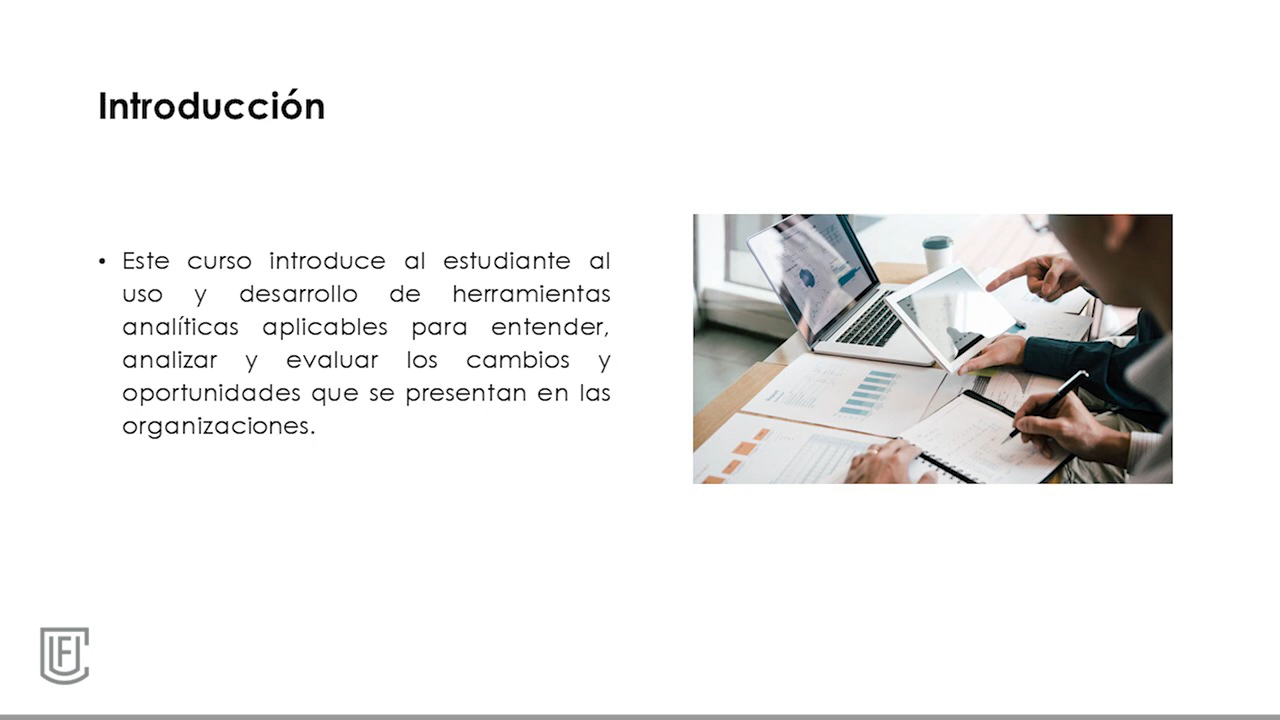 Introducción
• Este curso introduce al estudiante al
uso y desarrollo de herramientas
analíticas aplicables para entender,
analizar y evaluar los cambios y
oportunidades que se presentan en las
organizaciones.